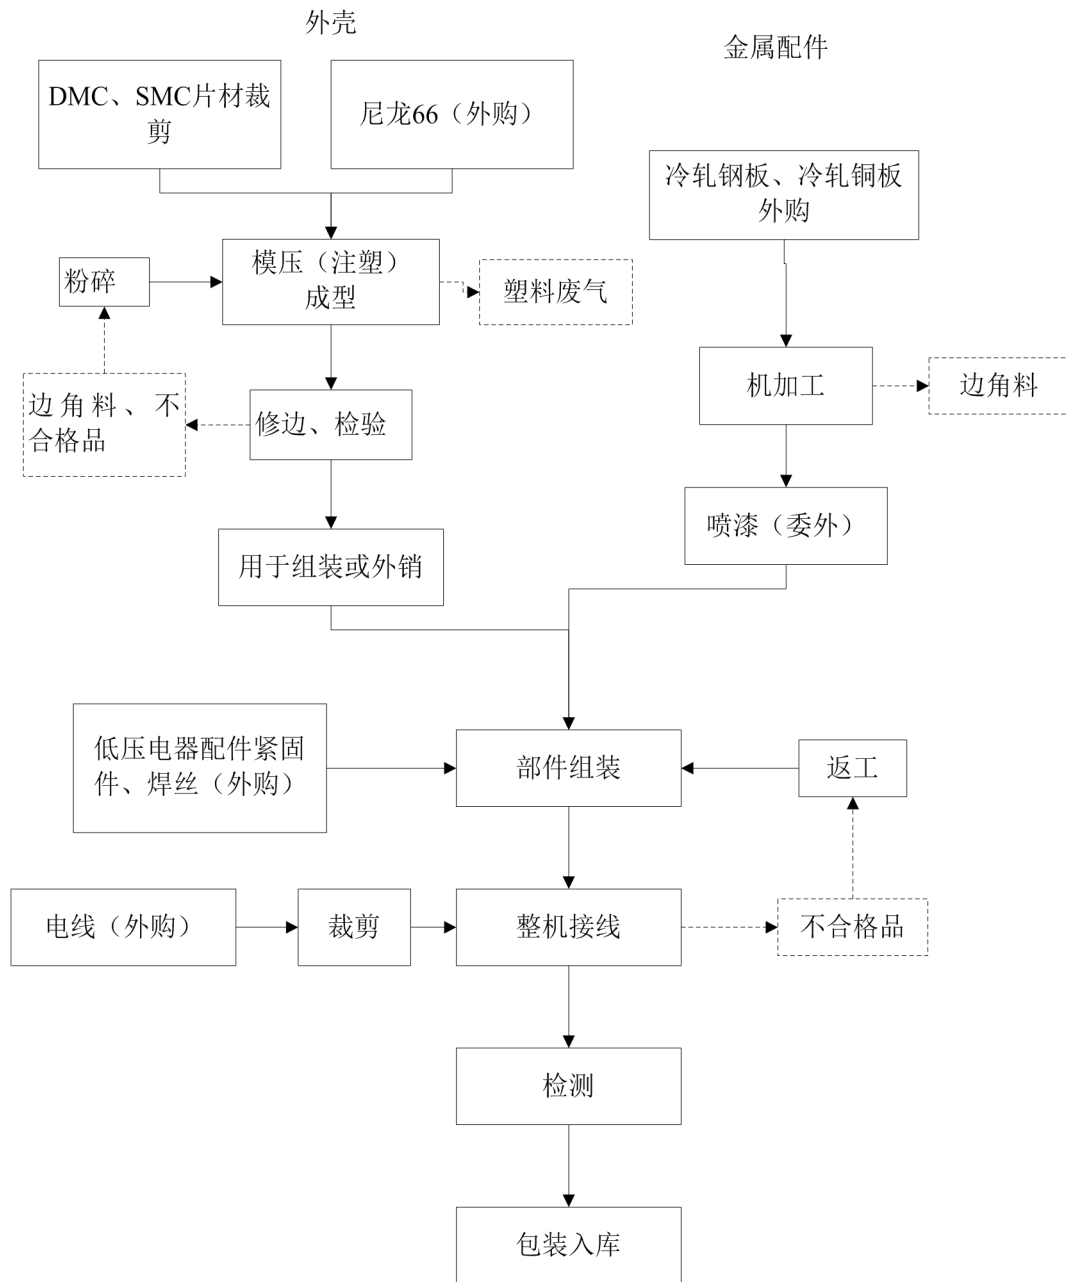 外壳
金属配件
DMC、SMC片材裁
剪
尼龙66（外购）
冷轧钢板、冷轧铜板
外购
粉碎
模压（注塑）
成型
塑料废气
机加工
边角料
边角料、不
合格品
修边、检验
喷漆（委外）
用于组装或外销
低压电器配件紧固
件、焊丝（外购）
部件组装
返工
电线（外购）
裁剪
整机接线
不合格品
检测
包装入库